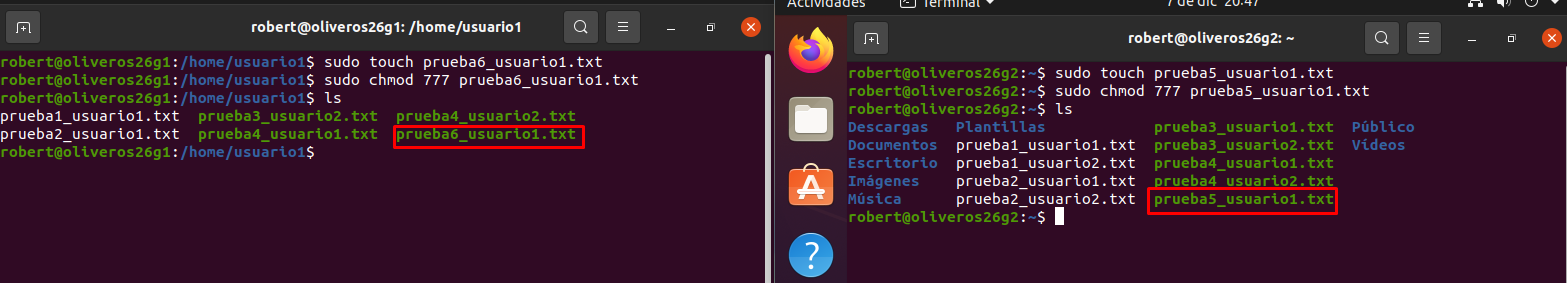 robert@oliveros26g1: /home/usuario1
robert@oliveros26g1:/home/usuario1$ sudo touch prueba6_usuario1.txt
robert@oliveros26g1:/home/usuario1$ sudo chmod 777 prueba6_usuario1.txt
robert@oliveros26g1:/home/usuario1$ ls
prueba1_usuario1.txt prueba3_usuario2.txt prueba4_usuario2.txt
prueba2_usuario1.txt prueba4_usuario1.txt prueba6_usuario1.txt
robert@oliveros26g1:/home/usuario1$
Actividades Terminal 7 de dic 20:47
robert@oliveros26g2: ~
robert@oliveros26g2:~$ sudo touch prueba5_usuario1.txt
robert@oliveros26g2:~$ sudo chmod 777 prueba5_usuario1.txt
robert@oliveros26g2:~$ ls
Descargas Plantillas prueba3_usuario1.txt Público
Documentos prueba1_usuario1.txt prueba3_usuario2.txt Vídeos
Escritorio prueba1_usuario2.txt prueba4_usuario1.txt
Imágenes prueba2_usuario1.txt prueba4_usuario2.txt
Música prueba2_usuario2.txt prueba5_usuario1.txt
robert@oliveros26g2:~$